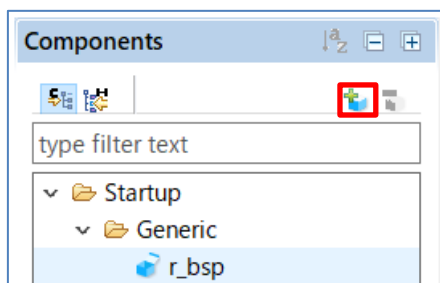 Components
type filter text
Startup
Generic
r_bsp